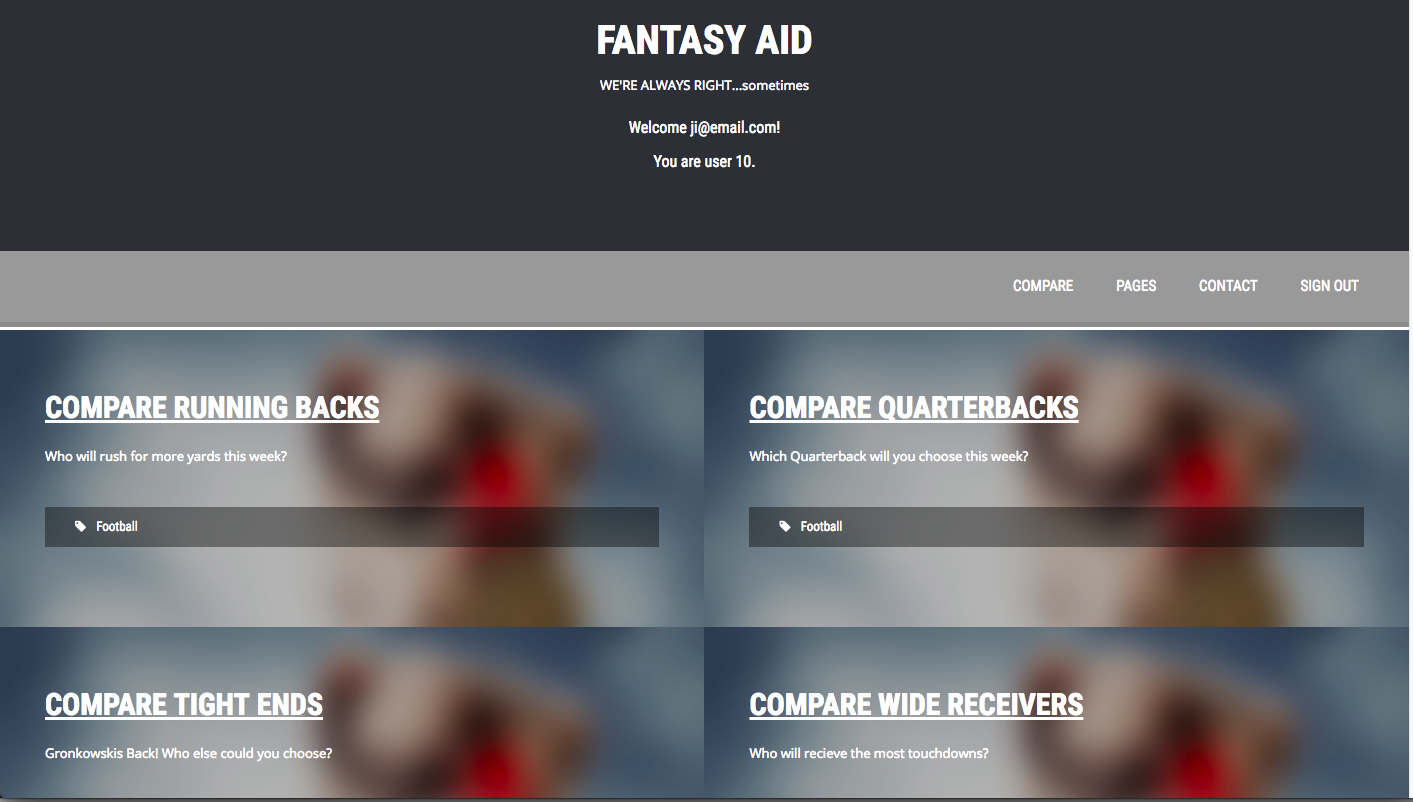 FANTASY AID
WE'RE ALWAYS RIGHT...sometimes
Welcome ji@email.com!
You are user 10.
COMPARE PAGES CONTACT SIGN OUT
COMPARE RUNNING BACKS
Who will rush for more yards this week?
Football
COMPARE QUARTERBACKS
Which Quarterback will you choose this week?
Football
COMPARE TIGHT ENDS
Gronkowskis Back! Who else could you choose?
COMPARE WIDE RECEIVERS
Who will recieve the most touchdowns?